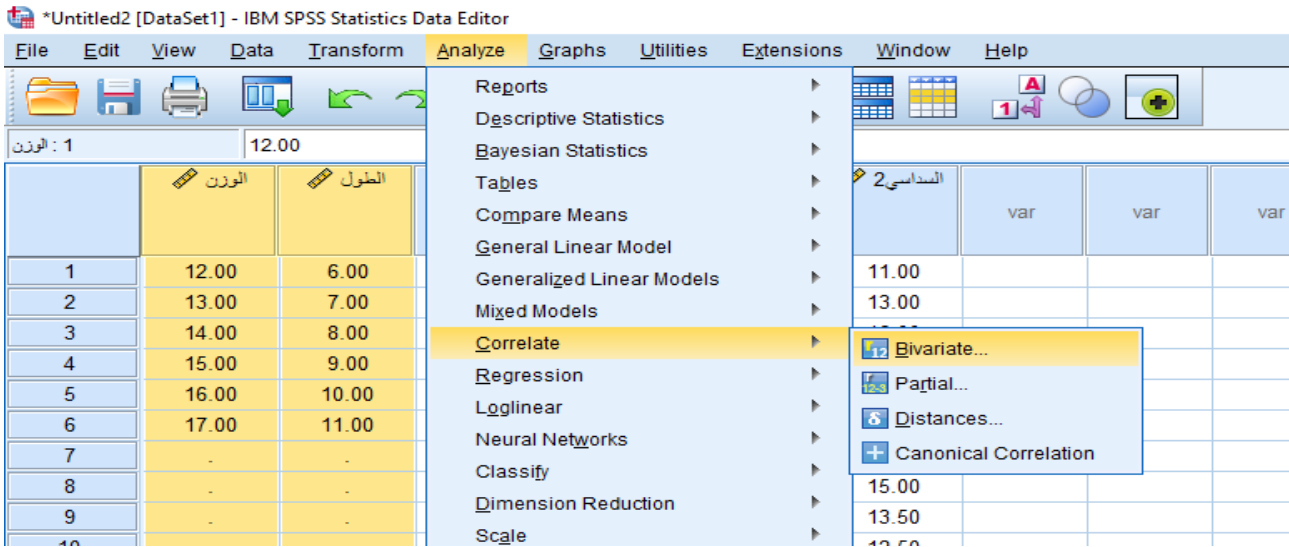 *Untitled2 [DataSet1] - IBM SPSS Statistics Data Editor
File Edit View Data Transform Analyze Graphs Utilities Extensions Window Help
1 : الوزن 12.00
الوزن الطول السداسي2 var var var
1 12.00 6.00 11.00
2 13.00 7.00 13.00
3 14.00 8.00
4 15.00 9.00
5 16.00 10.00
6 17.00 11.00
7 . .
8 . . 15.00
9 . . 13.50
10 12.50
Reports
Descriptive Statistics
Bayesian Statistics
Tables
Compare Means
General Linear Model
Generalized Linear Models
Mixed Models
Correlate
Regression
Loglinear
Neural Networks
Classify
Dimension Reduction
Scale
Bivariate...
Partial...
Distances...
Canonical Correlation